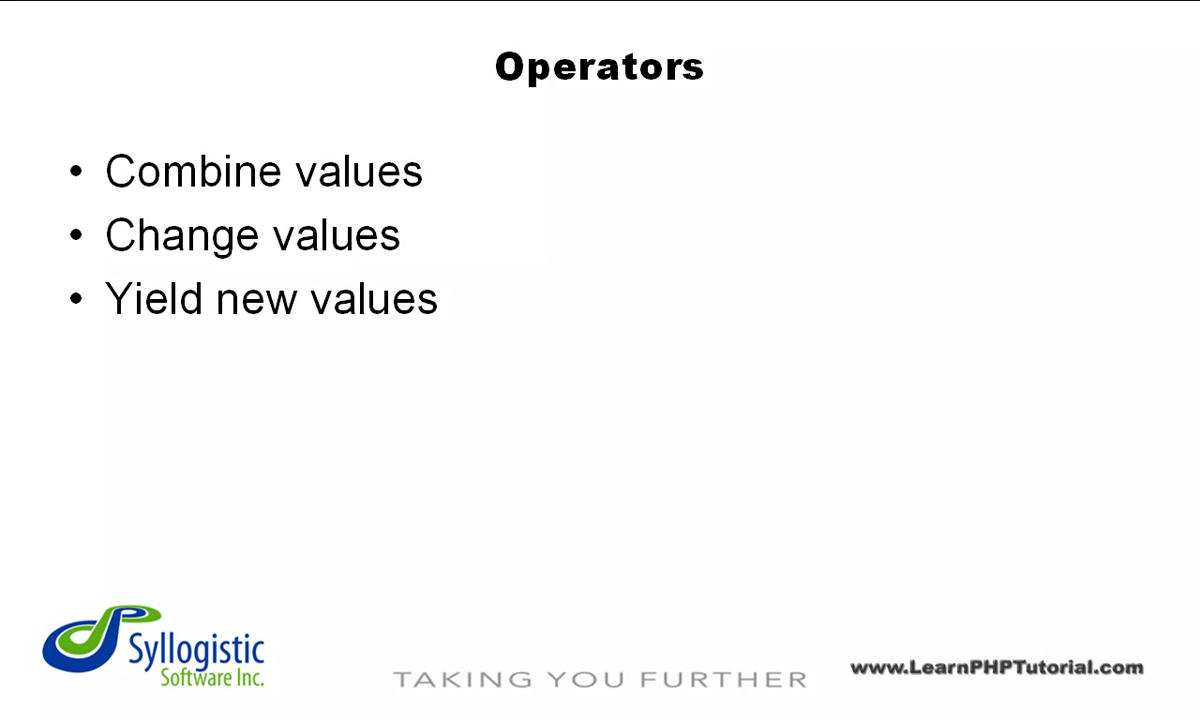 Operators
• Combine values
• Change values
• Yield new values
Syllogistic
Software Inc.
TAKING YOU FURTHER
www.LearnPHPTutorial.com